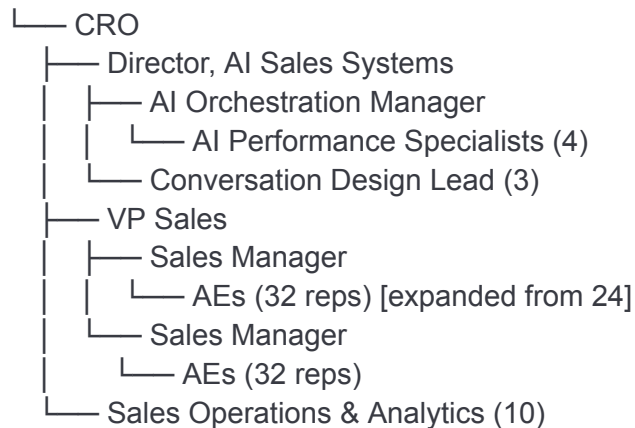 └── CRO
├── Director, AI Sales Systems
│ ├── AI Orchestration Manager
│ │ └── AI Performance Specialists (4)
│ └── Conversation Design Lead (3)
├── VP Sales
│ ├── Sales Manager
│ │ └── AEs (32 reps) [expanded from 24]
│ └── Sales Manager
│ └── AEs (32 reps)
└── Sales Operations & Analytics (10)